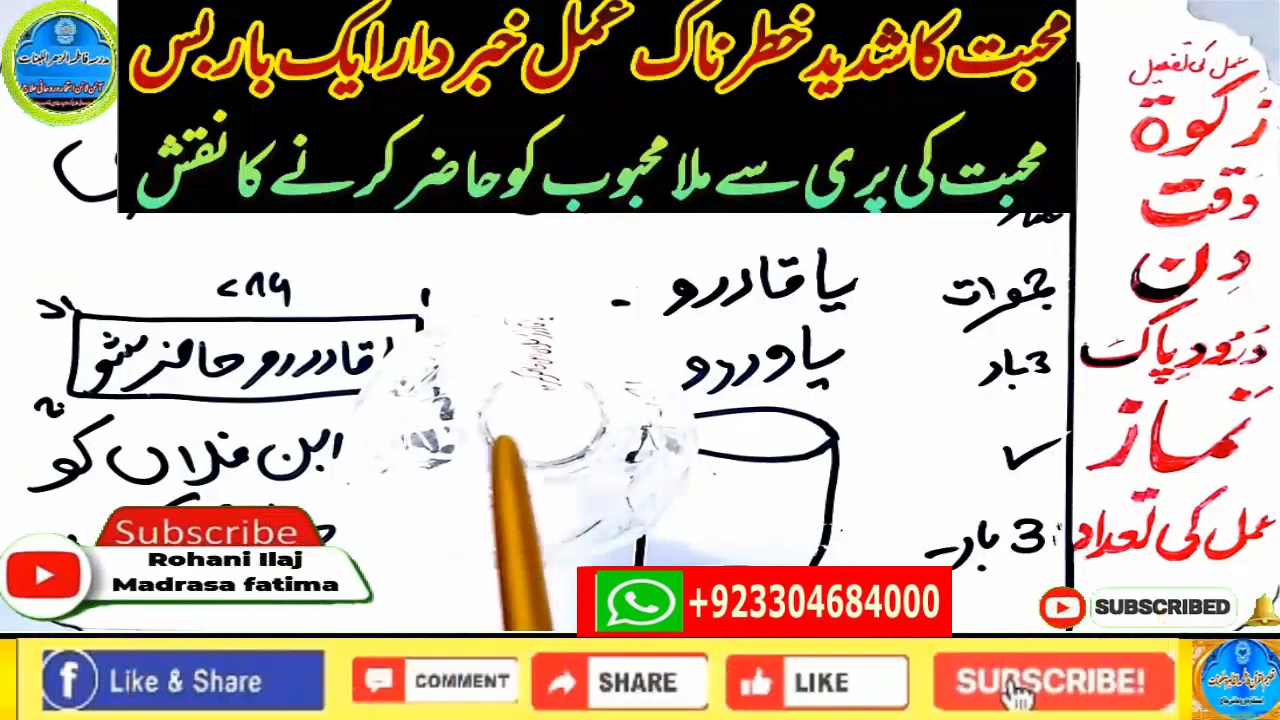 محبت کا شدید خطرناک عمل خبردار ایک بار بس
محبت کی پری سے ملا محبوب کو حاضر کرنے کا نقش
عمل کی تفصیل
زکوة
وقت
دن
جمعرات
درود پاک
3 بار
نماز
✓
عمل کی تعداد
3 بار
یا قادرو
یا وردو
۷۸۶
قادررو حاضر شو
ابن فلاں کو
Subscribe
Rohani Ilaj
Madrasa fatima
+923304684000
SUBSCRIBED
Like & Share
COMMENT
SHARE
LIKE
SUBSCRIBE!